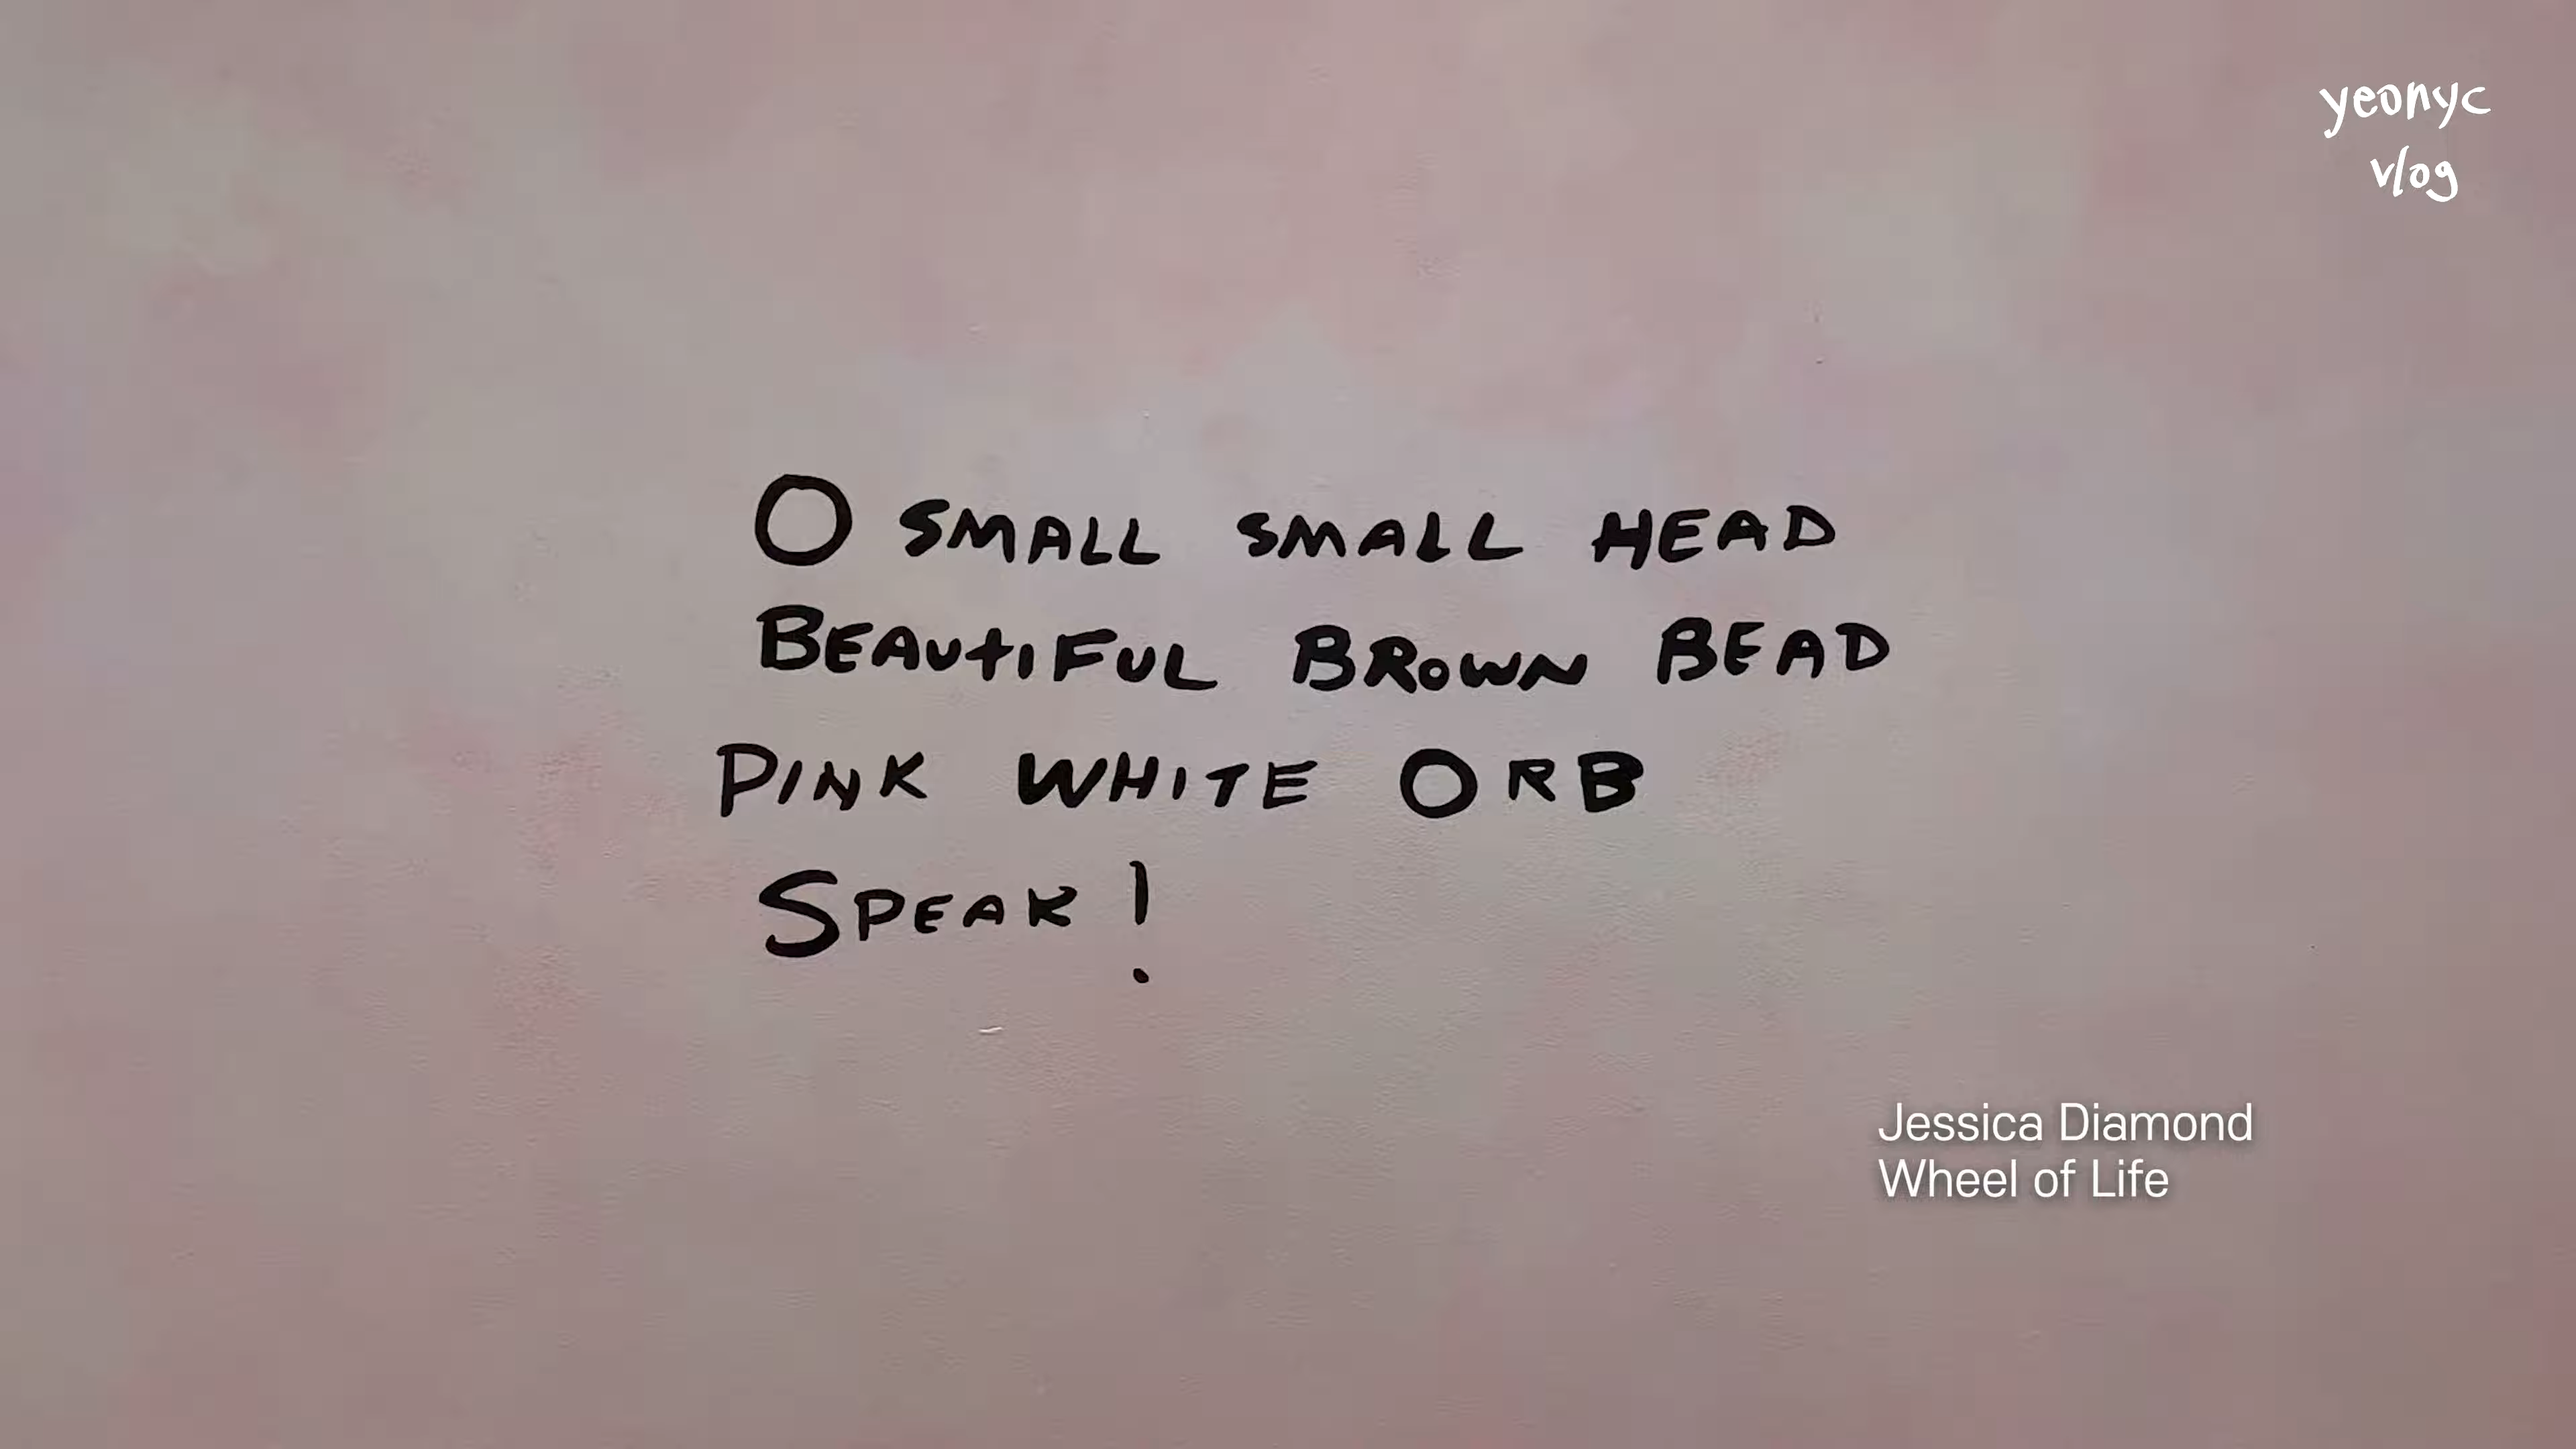 yeonyc
vlog
O SMALL SMALL HEAD
BEAUTIFUL BROWN BEAD
PINK WHITE ORB
SPEAK!
Jessica Diamond
Wheel of Life